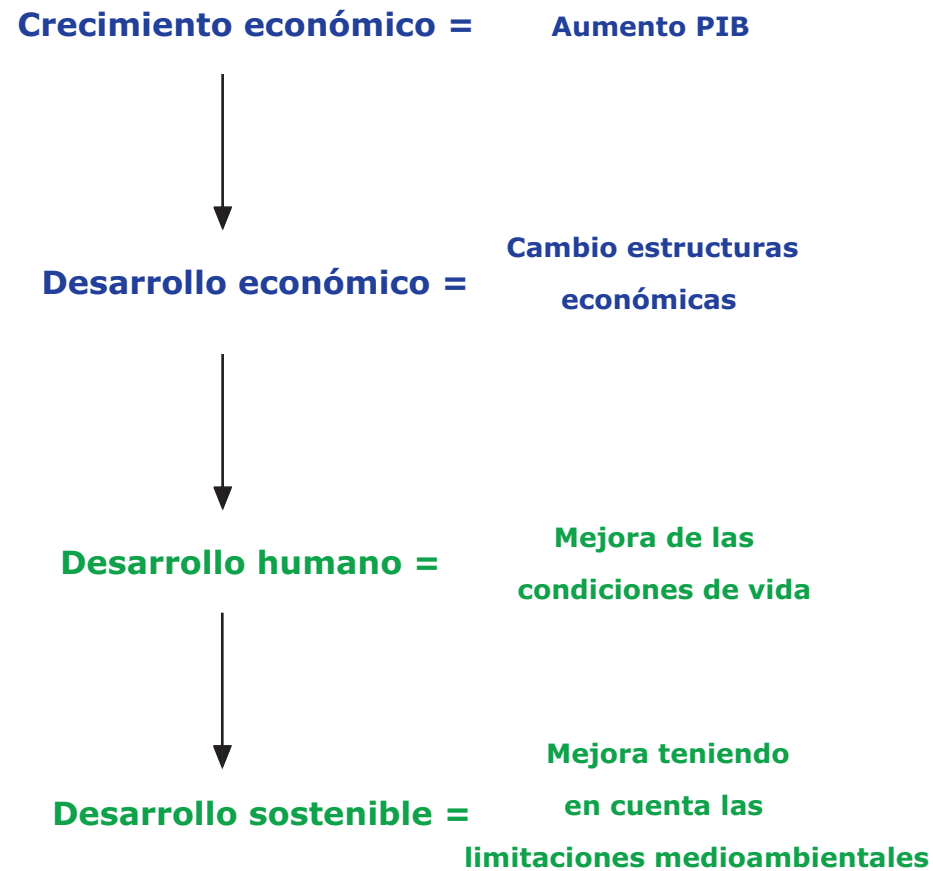 Crecimiento económico = Aumento PIB
Cambio estructuras
Desarrollo económico =
económicas
Mejora de las
Desarrollo humano =
condiciones de vida
Mejora teniendo
en cuenta las
Desarrollo sostenible =
limitaciones medioambientales